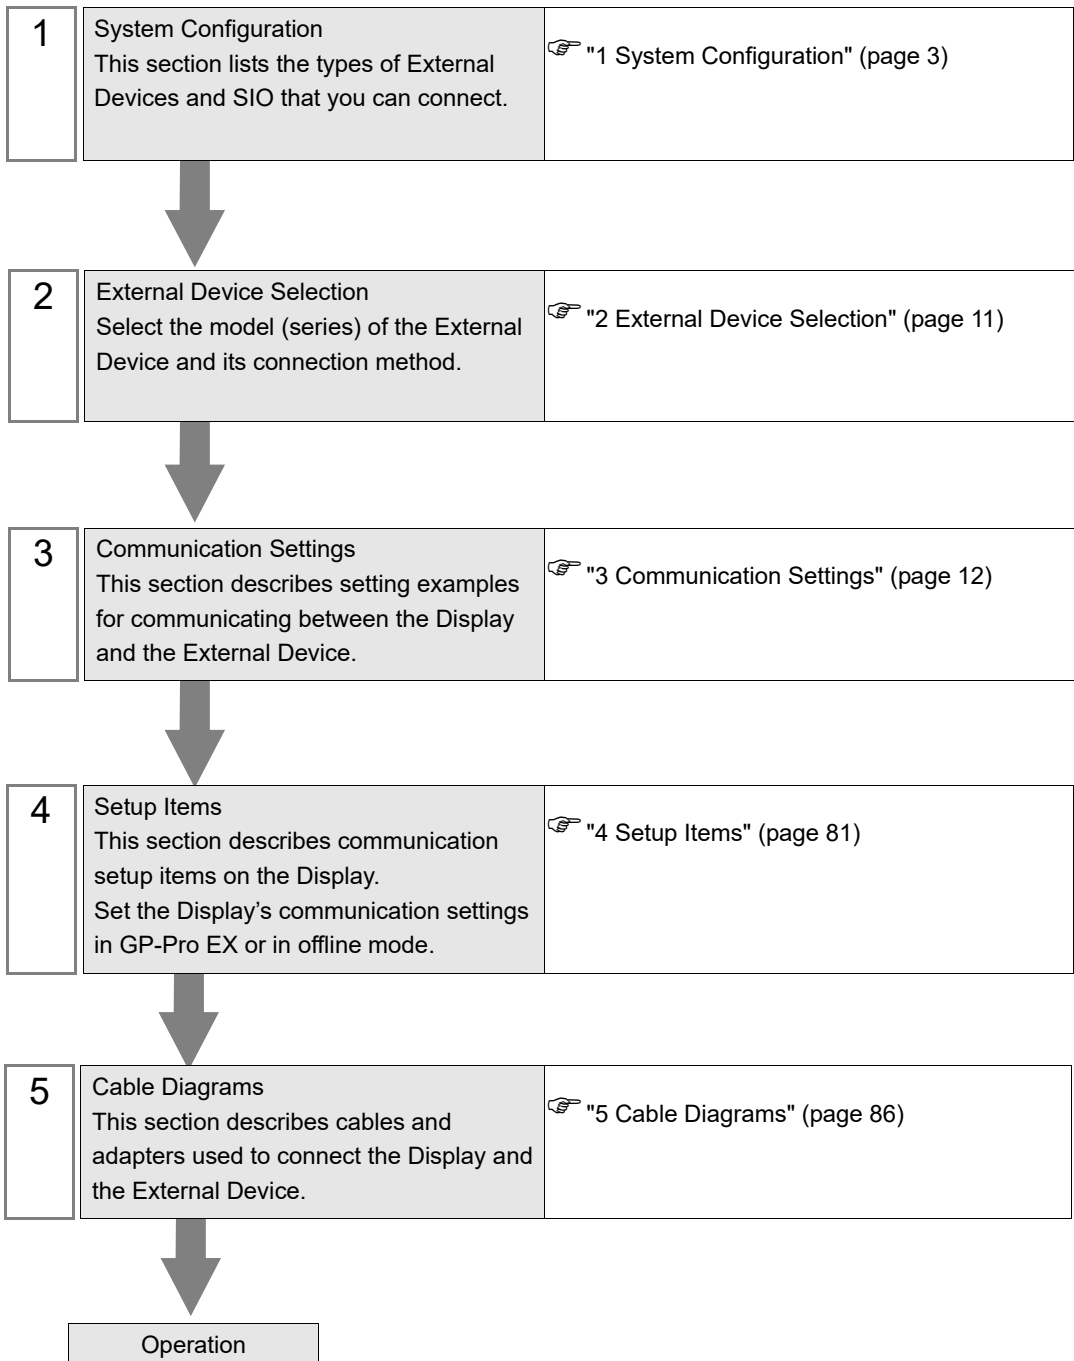 1
System Configuration
This section lists the types of External
Devices and SIO that you can connect.
"1 System Configuration" (page 3)
2
External Device Selection
Select the model (series) of the External
Device and its connection method.
"2 External Device Selection" (page 11)
3
Communication Settings
This section describes setting examples
for communicating between the Display
and the External Device.
"3 Communication Settings" (page 12)
4
Setup Items
This section describes communication
setup items on the Display.
Set the Display’s communication settings
in GP-Pro EX or in offline mode.
"4 Setup Items" (page 81)
5
Cable Diagrams
This section describes cables and
adapters used to connect the Display and
the External Device.
"5 Cable Diagrams" (page 86)
Operation